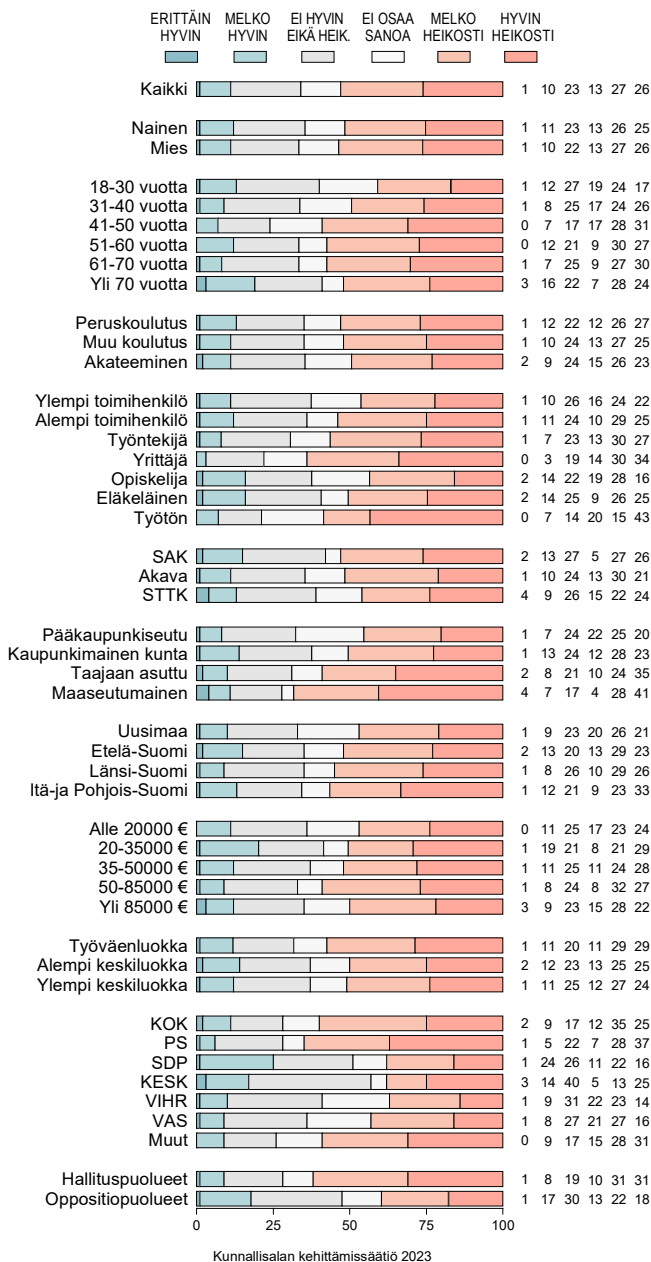 ERITTÄIN MELKO EI HYVIN EI OSAA MELKO HYVIN
HYVIN HYVIN EIKÄ HEIK. SANOA HEIKOSTI HEIKOSTI
Kaikki 1 10 23 13 27 26
Nainen 1 11 23 13 26 25
Mies 1 10 22 13 27 26
18-30 vuotta 1 12 27 19 24 17
31-40 vuotta 1 8 25 17 24 26
41-50 vuotta 0 7 17 17 28 31
51-60 vuotta 0 12 21 9 30 27
61-70 vuotta 1 7 25 9 27 30
Yli 70 vuotta 3 16 22 7 28 24
Peruskoulutus 1 12 22 12 26 27
Muu koulutus 1 10 24 13 27 25
Akateeminen 2 9 24 15 26 23
Ylempi toimihenkilö 1 10 26 16 24 22
Alempi toimihenkilö 1 11 24 10 29 25
Työntekijä 1 7 23 13 30 27
Yrittäjä 0 3 19 14 30 34
Opiskelija 2 14 22 19 28 16
Eläkeläinen 2 14 25 9 26 25
Työtön 0 7 14 20 15 43
SAK 2 13 27 5 27 26
Akava 1 10 24 13 30 21
STTK 4 9 26 15 22 24
Pääkaupunkiseutu 1 7 24 22 25 20
Kaupunkimainen kunta 1 13 24 12 28 23
Taajaan asuttu 2 8 21 10 24 35
Maaseutumainen 4 7 17 4 28 41
Uusimaa 1 9 23 20 26 21
Etelä-Suomi 2 13 20 13 29 23
Länsi-Suomi 1 8 26 10 29 26
Itä-ja Pohjois-Suomi 1 12 21 9 23 33
Alle 20000 € 0 11 25 17 23 24
20-35000 € 1 19 21 8 21 29
35-50000 € 1 11 25 11 24 28
50-85000 € 1 8 24 8 32 27
Yli 85000 € 3 9 23 15 28 22
Työväenluokka 1 11 20 11 29 29
Alempi keskiluokka 2 12 23 13 25 25
Ylempi keskiluokka 1 11 25 12 27 24
KOK 2 9 17 12 35 25
PS 1 5 22 7 28 37
SDP 1 24 26 11 22 16
KESK 3 14 40 5 13 25
VIHR 1 9 31 22 23 14
VAS 1 8 27 21 27 16
Muut 0 9 17 15 28 31
Hallituspuolueet 1 8 19 10 31 31
Oppositiopuolueet 1 17 30 13 22 18
0 25 50 75 100
Kunnallisalan kehittämissäätiö 2023